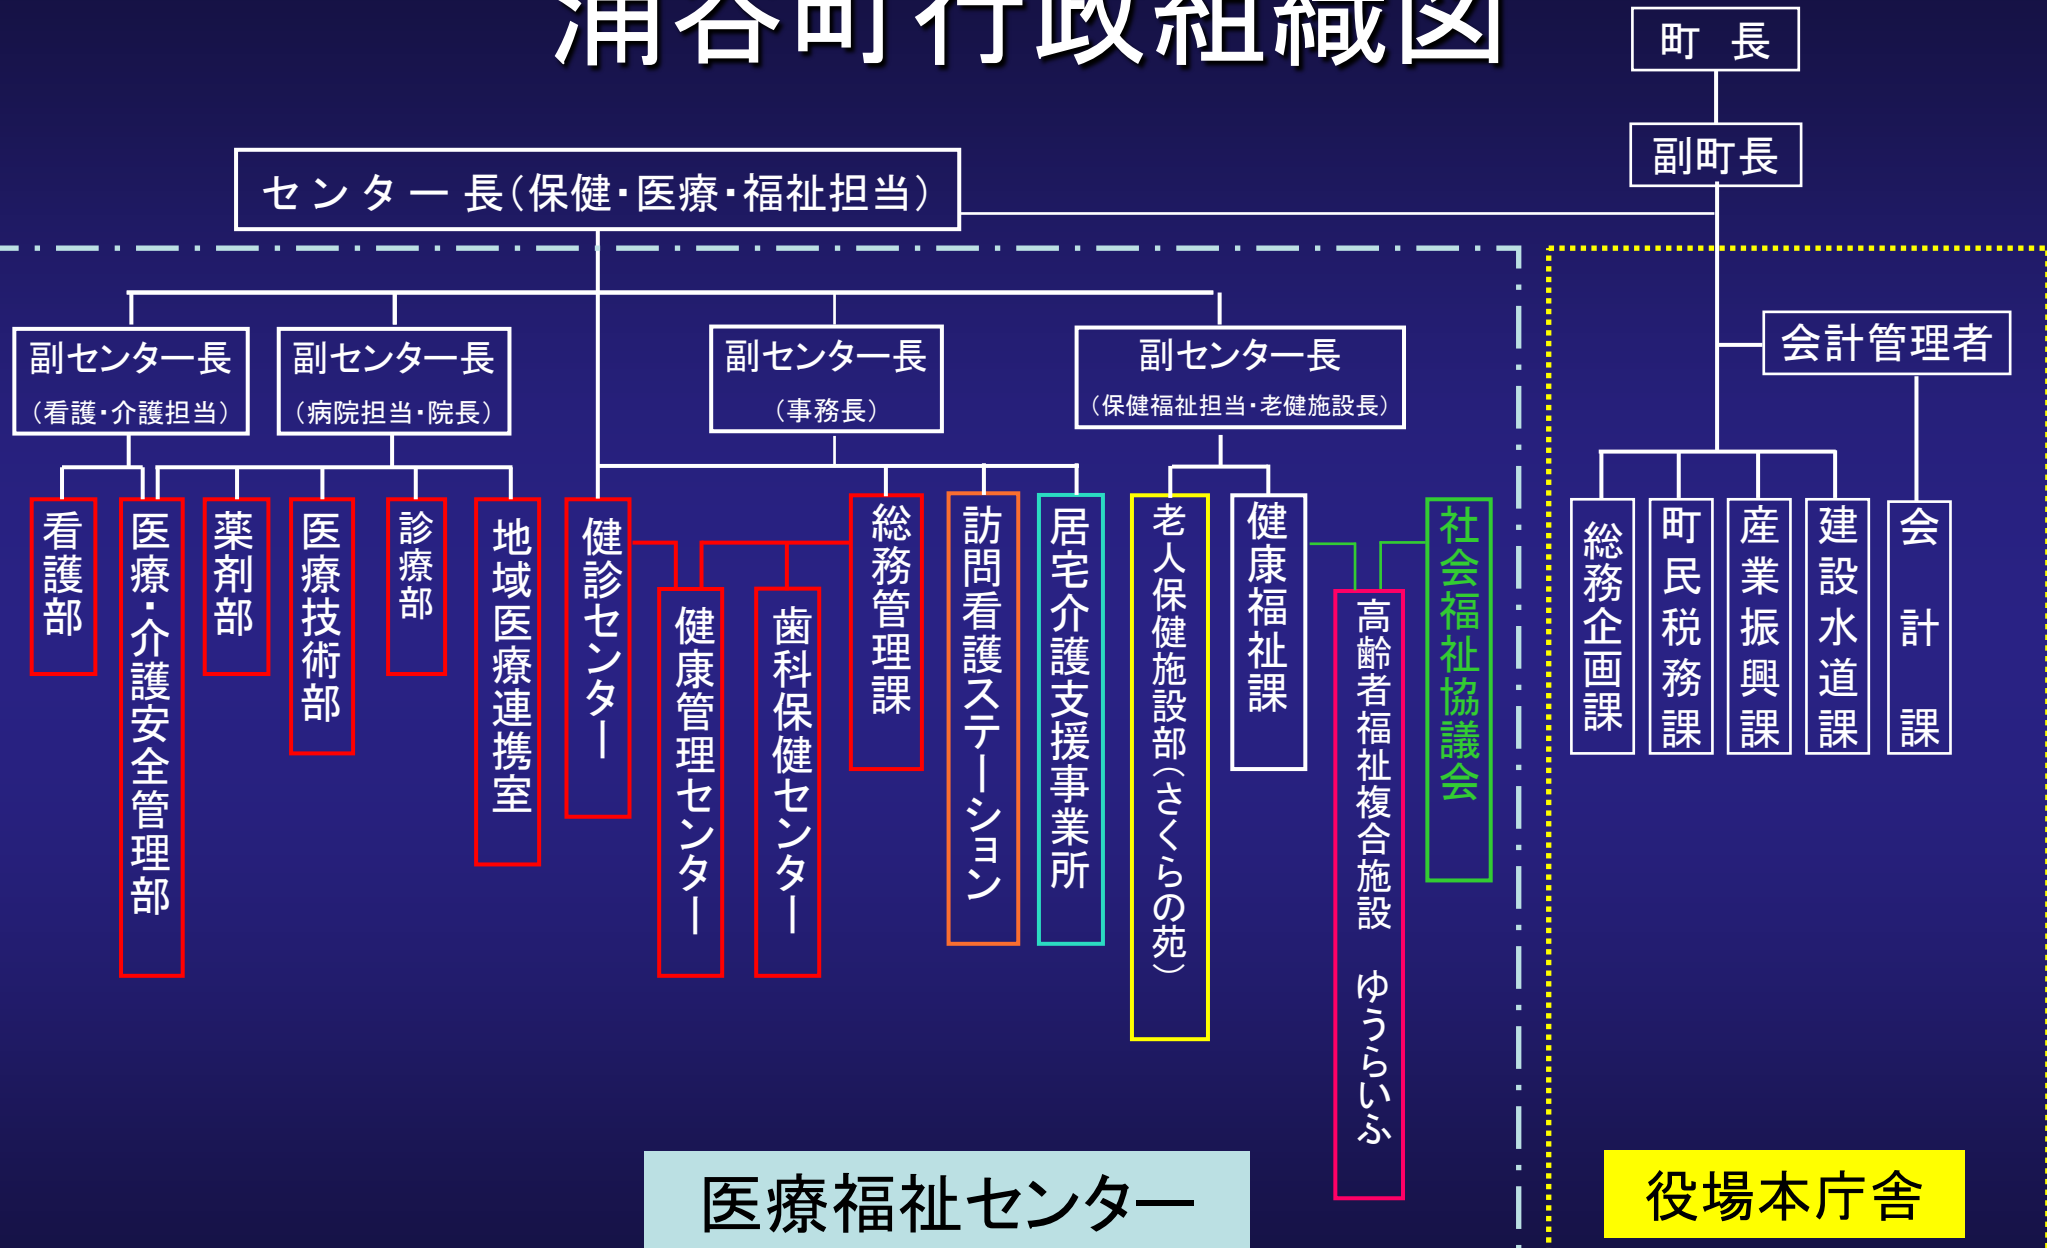 涌谷町行政組織図
町　長
副町長
センター長(保健・医療・福祉担当)
会計管理者
副センター長
(看護・介護担当)
副センター長
(病院担当・院長)
副センター長
(事務長)
副センター長
(保健福祉担当・老健施設長)
看護部
医療・介護安全管理部
薬剤部
医療技術部
診療部
地域医療連携室
健診センター
健康管理センター
歯科保健センター
総務管理課
訪問看護ステーション
居宅介護支援事業所
老人保健施設部(さくらの苑)
健康福祉課
高齢者福祉複合施設　ゆうらいふ
社会福祉協議会
総務企画課
町民税務課
産業振興課
建設水道課
会計課
医療福祉センター
役場本庁舎